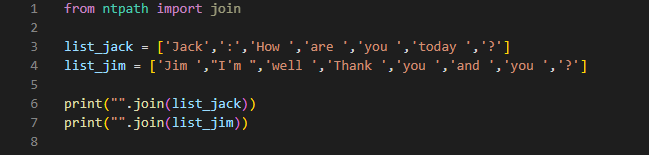 1 from ntpath import join
2
3 list_jack = ['Jack',':','How ','are ','you ','today ','?']
4 list_jim = ['Jim ',"I'm ",'well ','Thank ','you ','and ','you ','?']
5
6 print("".join(list_jack))
7 print("".join(list_jim))
8